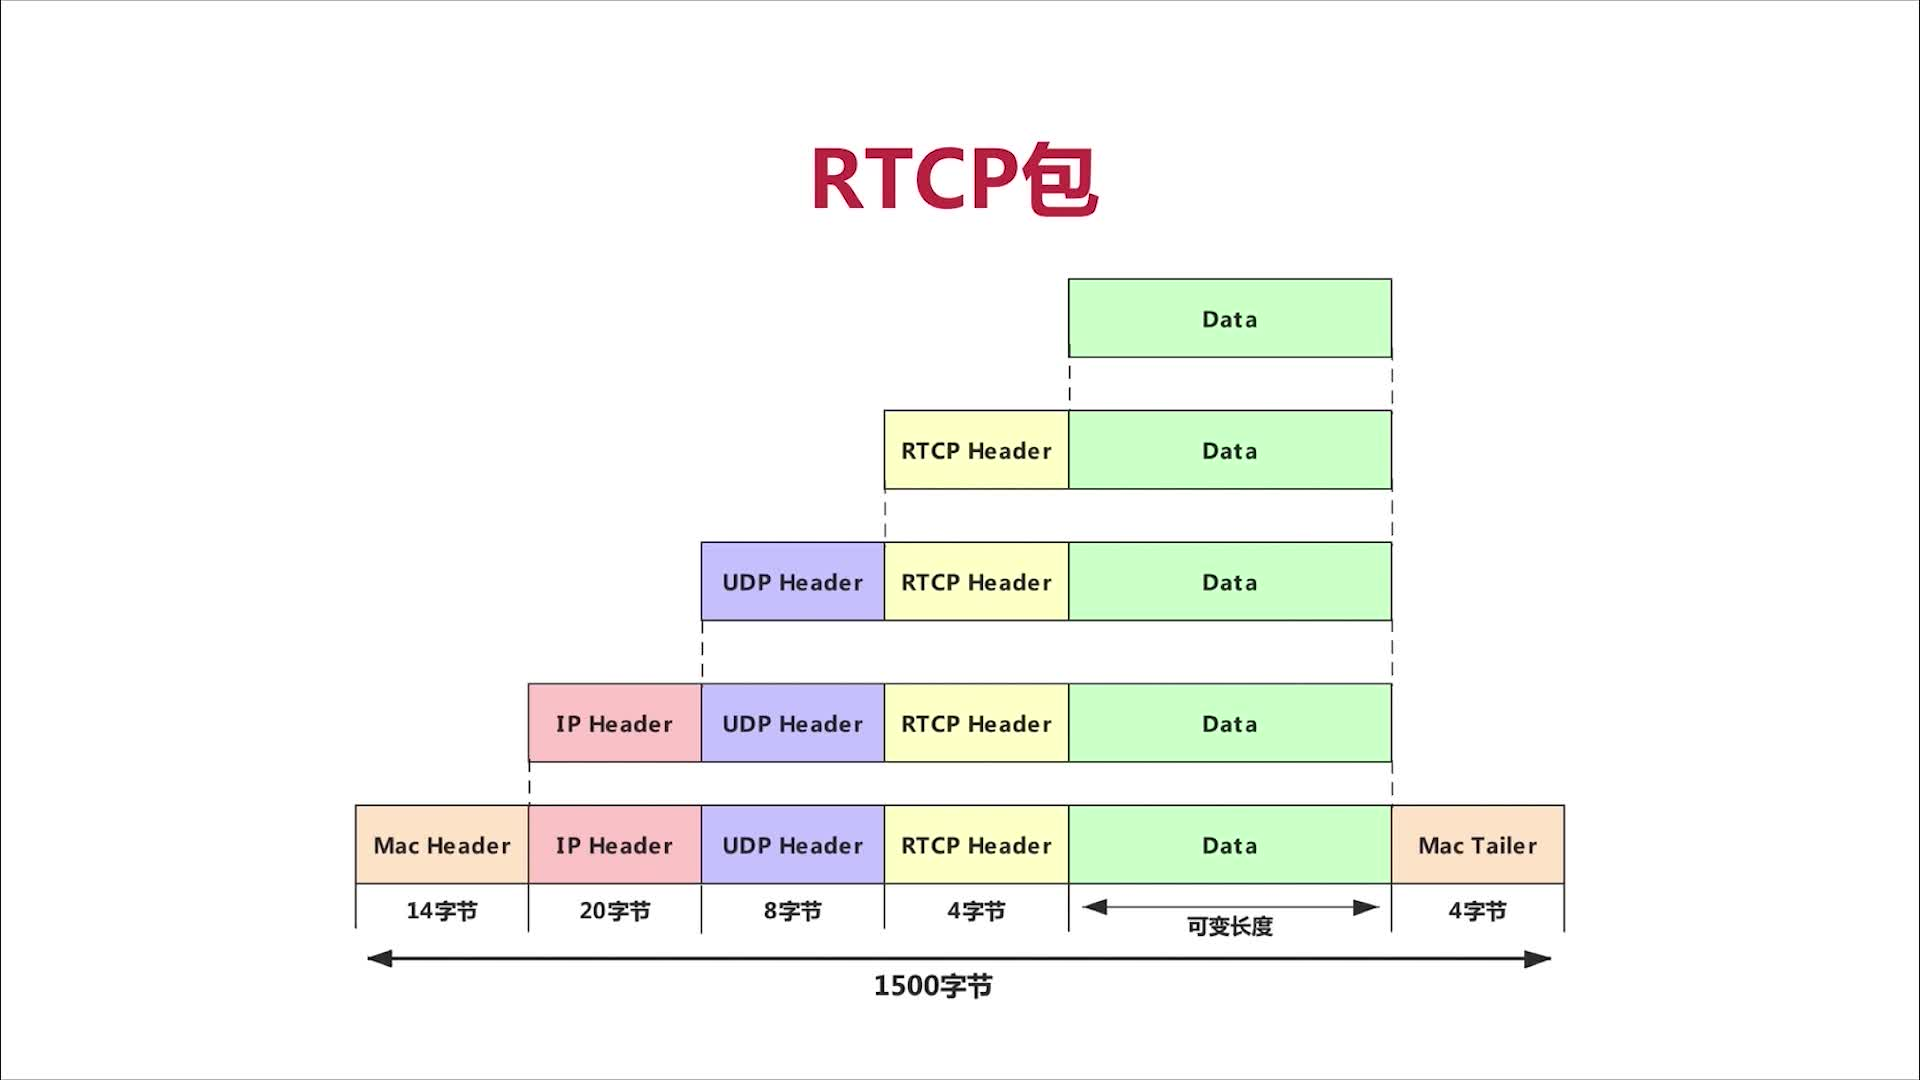 RTCP包
Data
RTCP Header Data
UDP Header RTCP Header Data
IP Header UDP Header RTCP Header Data
Mac Header IP Header UDP Header RTCP Header Data Mac Tailer
14字节 20字节 8字节 4字节 可变长度 4字节
1500字节